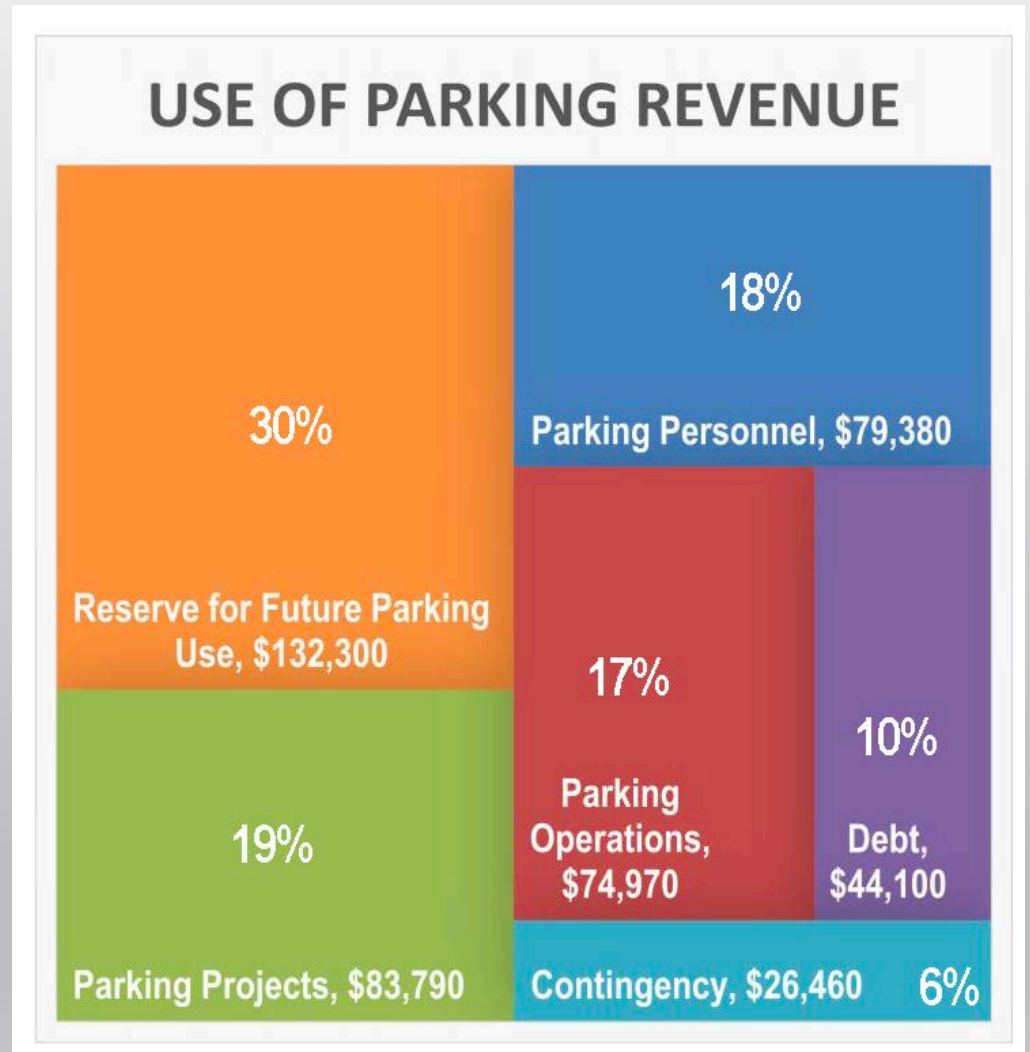 USE OF PARKING REVENUE
30%
Reserve for Future Parking
Use, $132,300
18%
Parking Personnel, $79,380
17%
Parking
Operations,
$74,970
10%
Debt,
$44,100
19%
Parking Projects, $83,790
Contingency, $26,460 6%